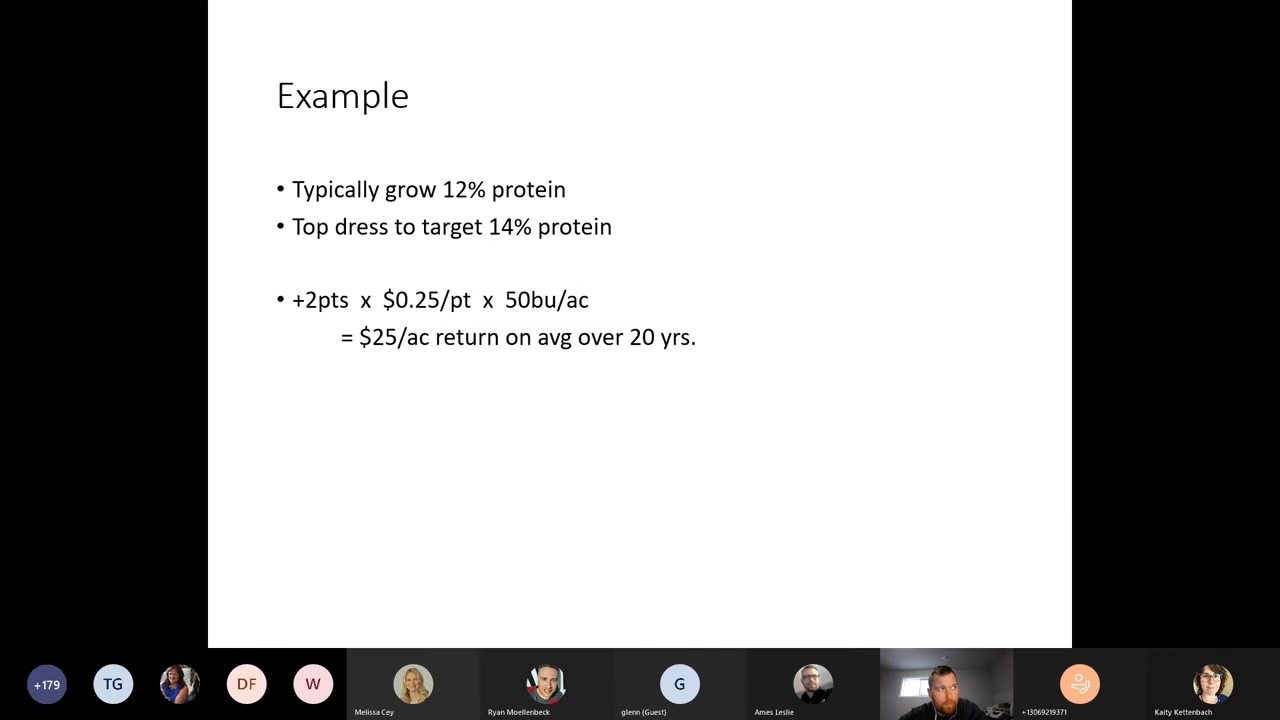 Example
• Typically grow 12% protein
• Top dress to target 14% protein
• +2pts x $0.25/pt x 50bu/ac
= $25/ac return on avg over 20 yrs.
+179
TG
DF
W
G
Melissa Cey
Ryan Moellenbeck
glenn (Guest)
Ames Leslie
+13069219371
Kaity Kettenbach